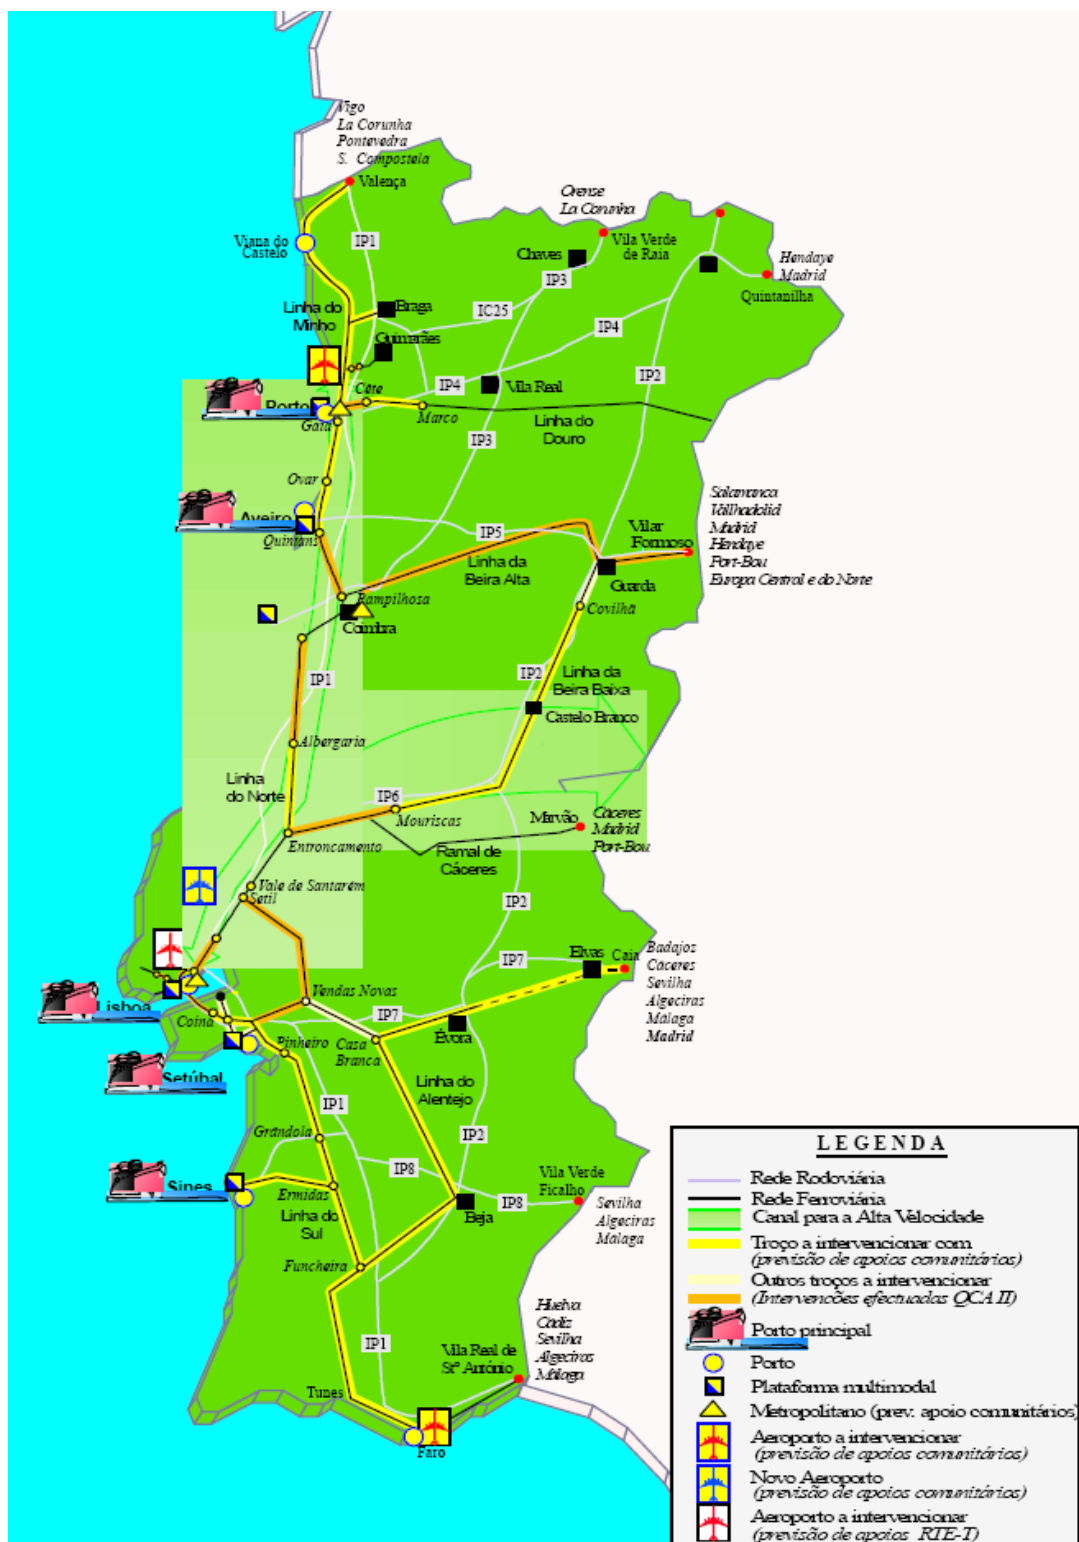 Vigo
La Corunha
Pontevedra
S. Compostela
Valença
Orense
La Corunha
Viana do
Castelo
IP1
Chaves
Vila Verde
de Raia
Hendaye
Madrid
Quintanilha
IP3
Linha do
Minho
Braga
IC25
IP4
Guimarães
IP2
IP4
Vila Real
Porto
Cête
Marco
Gaia
Linha do
Douro
IP3
Ovar
Salamanca
Vallhadolid
Madrid
Hendaye
Port-Bou
Europa Central e do Norte
Aveiro
Quintans
IP5
Vilar
Formoso
Linha da
Beira Alta
Guarda
Pampilhosa
Covilhã
Coimbra
IP1
IP2
Linha da
Beira Baixa
Castelo Branco
Albergaria
Linha
do Norte
IP6
Mouriscas
Marvão
Cáceres
Madrid
Port-Bou
Entroncamento
Ramal de
Cáceres
Vale de Santarém
Setil
IP2
Elvas
Caia
IP7
Badajoz
Cáceres
Sevilha
Algeciras
Málaga
Madrid
Lisboa
Vendas Novas
Coina
IP7
Évora
Pinheiro
Casa
Branca
Setúbal
Linha do
Alentejo
IP1
Grândola
IP2
IP8
Sines
Ermidas
Vila Verde
Ficalho
Linha do
Sul
Beja
IP8
Sevilha
Algeciras
Málaga
Funcheira
Huelva
Cádiz
Sevilha
Algeciras
Málaga
IP1
Vila Real de
Stº António
Tunes
Faro
LEGENDA
Rede Rodoviária
Rede Ferroviária
Canal para a Alta Velocidade
Troço a intervencionar com
(previsão de apoios comunitários)
Outros troços a intervencionar
(Intervenções efectuadas QCA II)
Porto principal
Porto
Plataforma multimodal
Metropolitano (prev. apoio comunitários)
Aeroporto a intervencionar
(previsão de apoios comunitários)
Novo Aeroporto
(previsão de apoios comunitários)
Aeroporto a intervencionar
(previsão de apoios RTE-T)